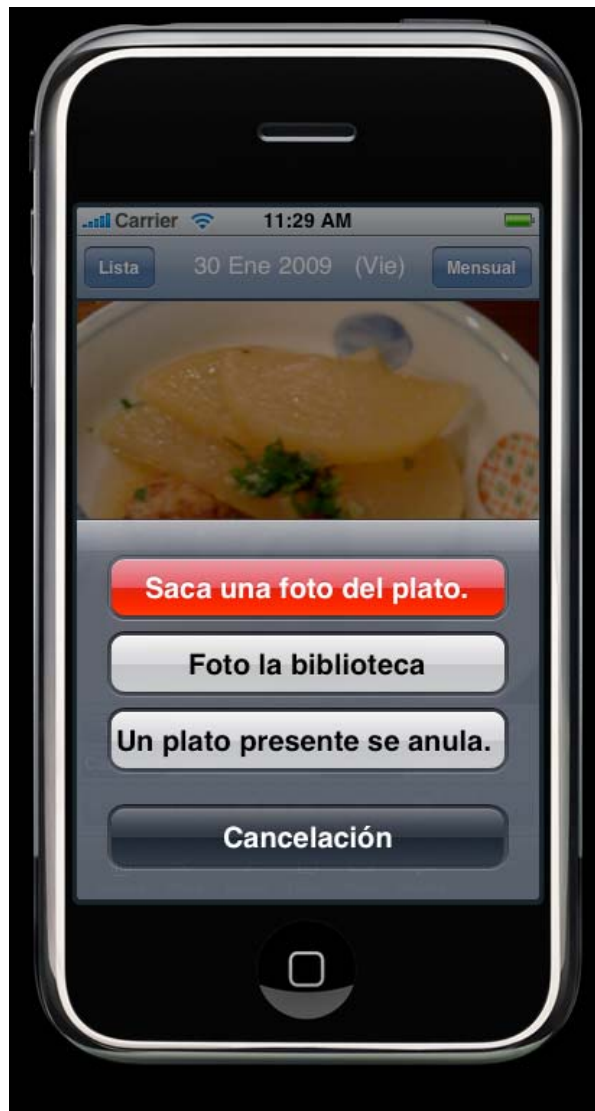 Carrier 11:29 AM
Lista 30 Ene 2009 (Vie) Mensual
Saca una foto del plato.
Foto la biblioteca
Un plato presente se anula.
Cancelación